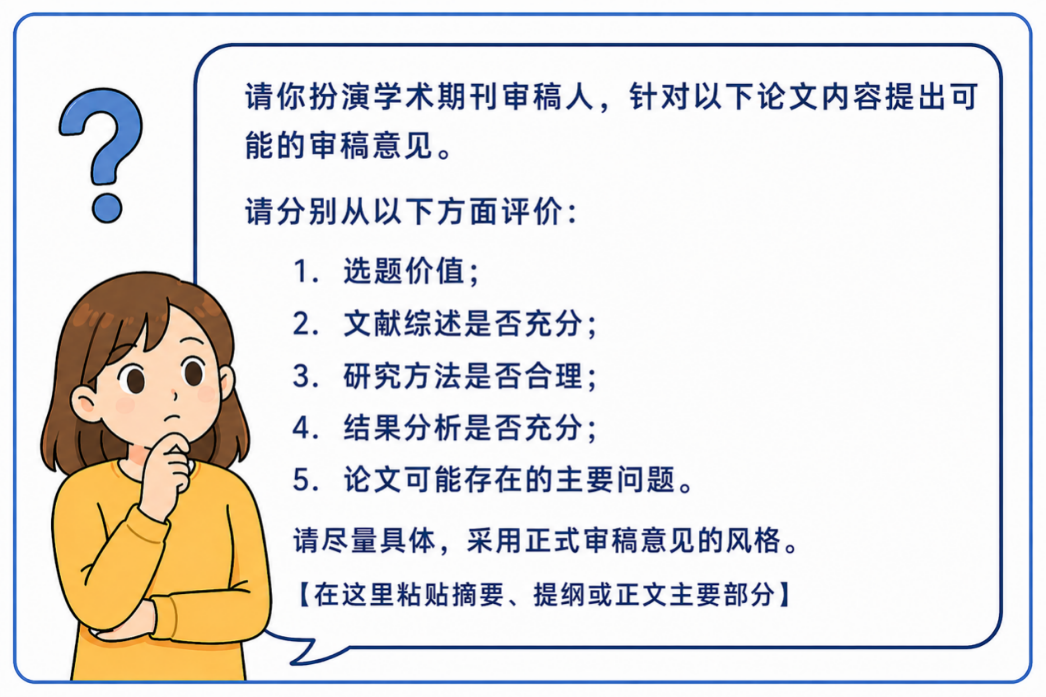 ?
请你扮演学术期刊审稿人，针对以下论文内容提出可
能的审稿意见。
请分别从以下方面评价：
1. 选题价值；
2. 文献综述是否充分；
3. 研究方法是否合理；
4. 结果分析是否充分；
5. 论文可能存在的主要问题。
请尽量具体，采用正式审稿意见的风格。
【在这里粘贴摘要、提纲或正文主要部分】